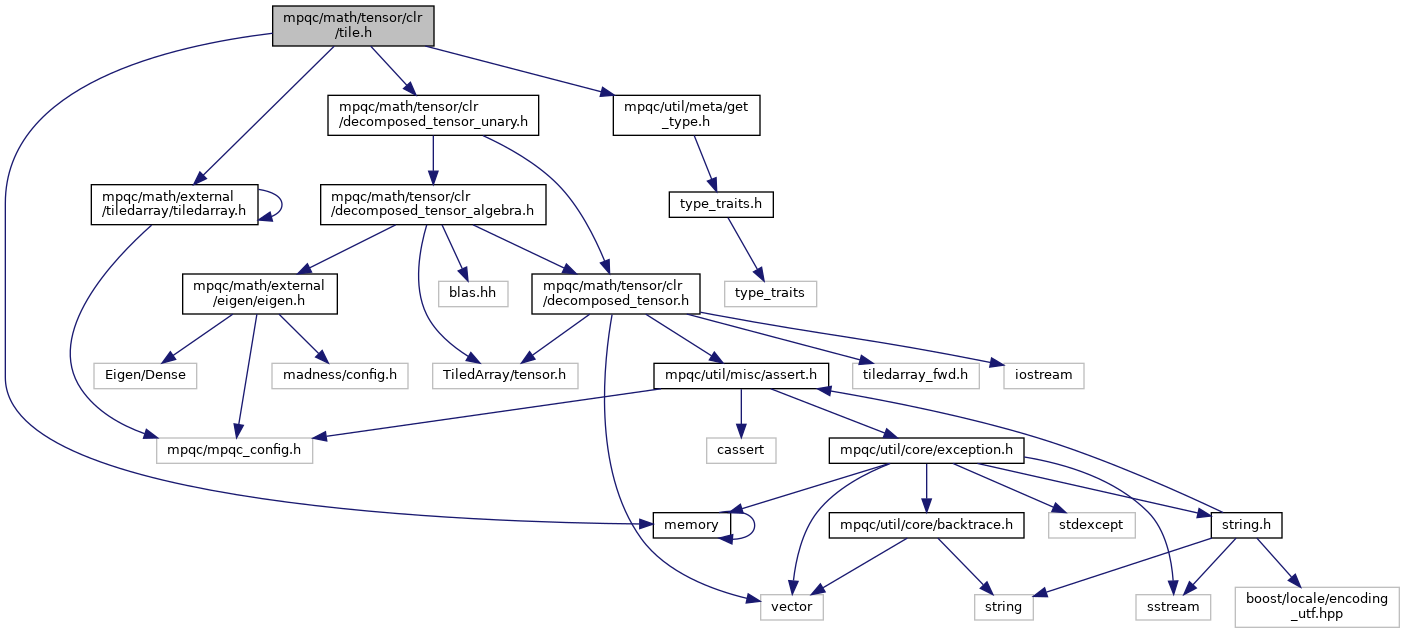 mpqc/math/tensor/clr
/tile.h
mpqc/math/tensor/clr
/decomposed_tensor_unary.h
mpqc/util/meta/get
_type.h
mpqc/math/external
/tiledarray/tiledarray.h
mpqc/math/tensor/clr
/decomposed_tensor_algebra.h
type_traits.h
mpqc/math/external
/eigen/eigen.h
blas.hh
mpqc/math/tensor/clr
/decomposed_tensor.h
type_traits
Eigen/Dense
madness/config.h
TiledArray/tensor.h
mpqc/util/misc/assert.h
tiledarray_fwd.h
iostream
mpqc/mpqc_config.h
cassert
mpqc/util/core/exception.h
memory
mpqc/util/core/backtrace.h
stdexcept
string.h
vector
string
sstream
boost/locale/encoding
_utf.hpp